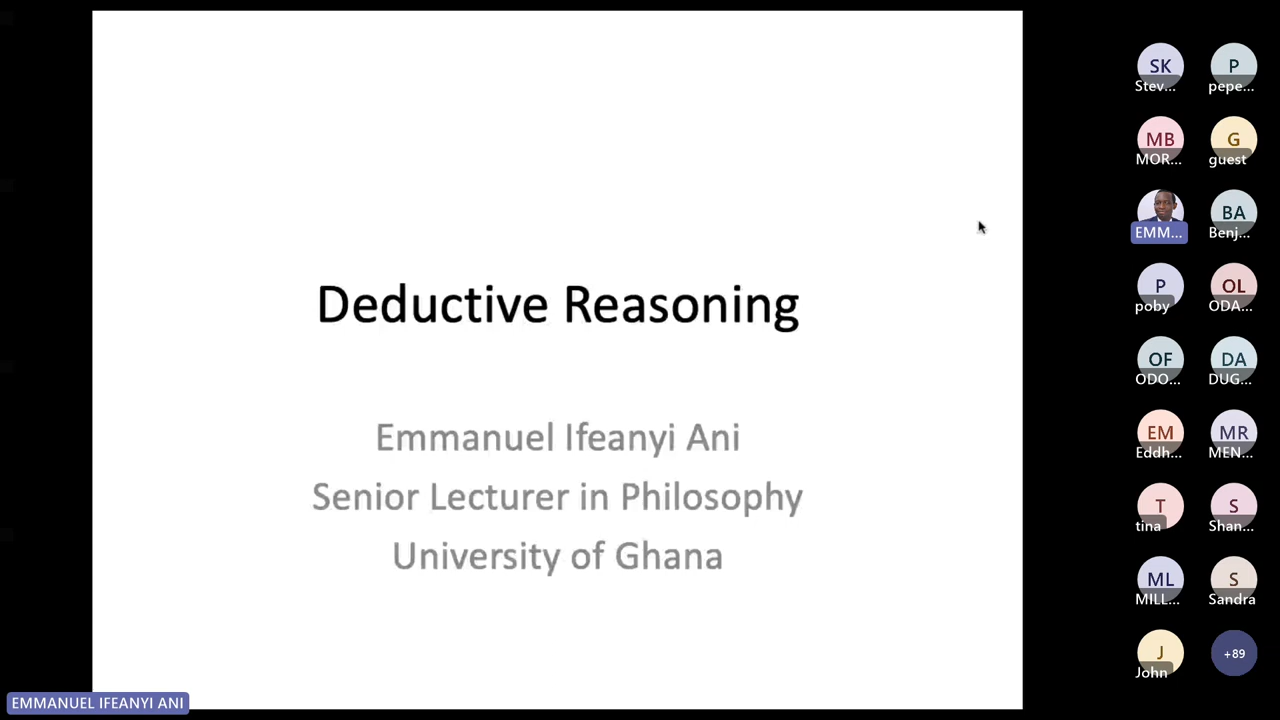 Deductive Reasoning
Emmanuel Ifeanyi Ani
Senior Lecturer in Philosophy
University of Ghana
EMMANUEL IFEANYI ANI
SK
Stev...
P
pepe...
MB
MOR...
G
guest
EMM...
BA
Benj...
P
poby
OL
ODA...
OF
ODO...
DA
DUG...
EM
Eddh...
MR
MEN...
T
tina
S
Shan...
ML
MILL...
S
Sandra
J
John
+89